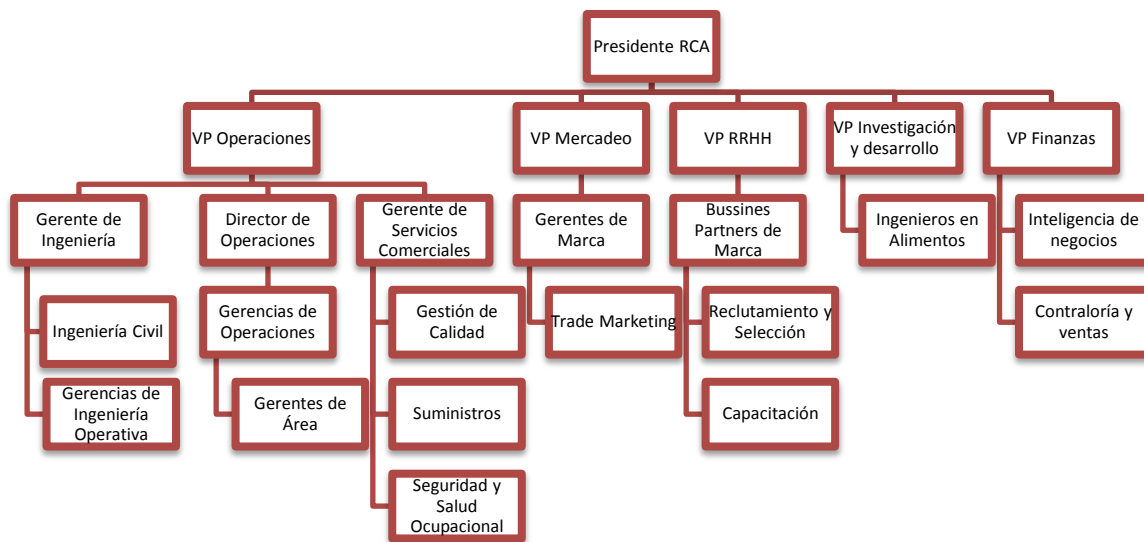 Presidente RCA
VP Operaciones
VP Mercadeo
VP RRHH
VP Investigación
y desarrollo
VP Finanzas
Gerente de
Ingeniería
Director de
Operaciones
Gerente de
Servicios
Comerciales
Gerentes de
Marca
Bussines
Partners de
Marca
Ingenieros en
Alimentos
Inteligencia de
negocios
Ingeniería Civil
Gerencias de
Operaciones
Gestión de
Calidad
Trade Marketing
Reclutamiento y
Selección
Contraloría y
ventas
Gerencias de
Ingeniería
Operativa
Gerentes de
Área
Suministros
Capacitación
Seguridad y
Salud
Ocupacional